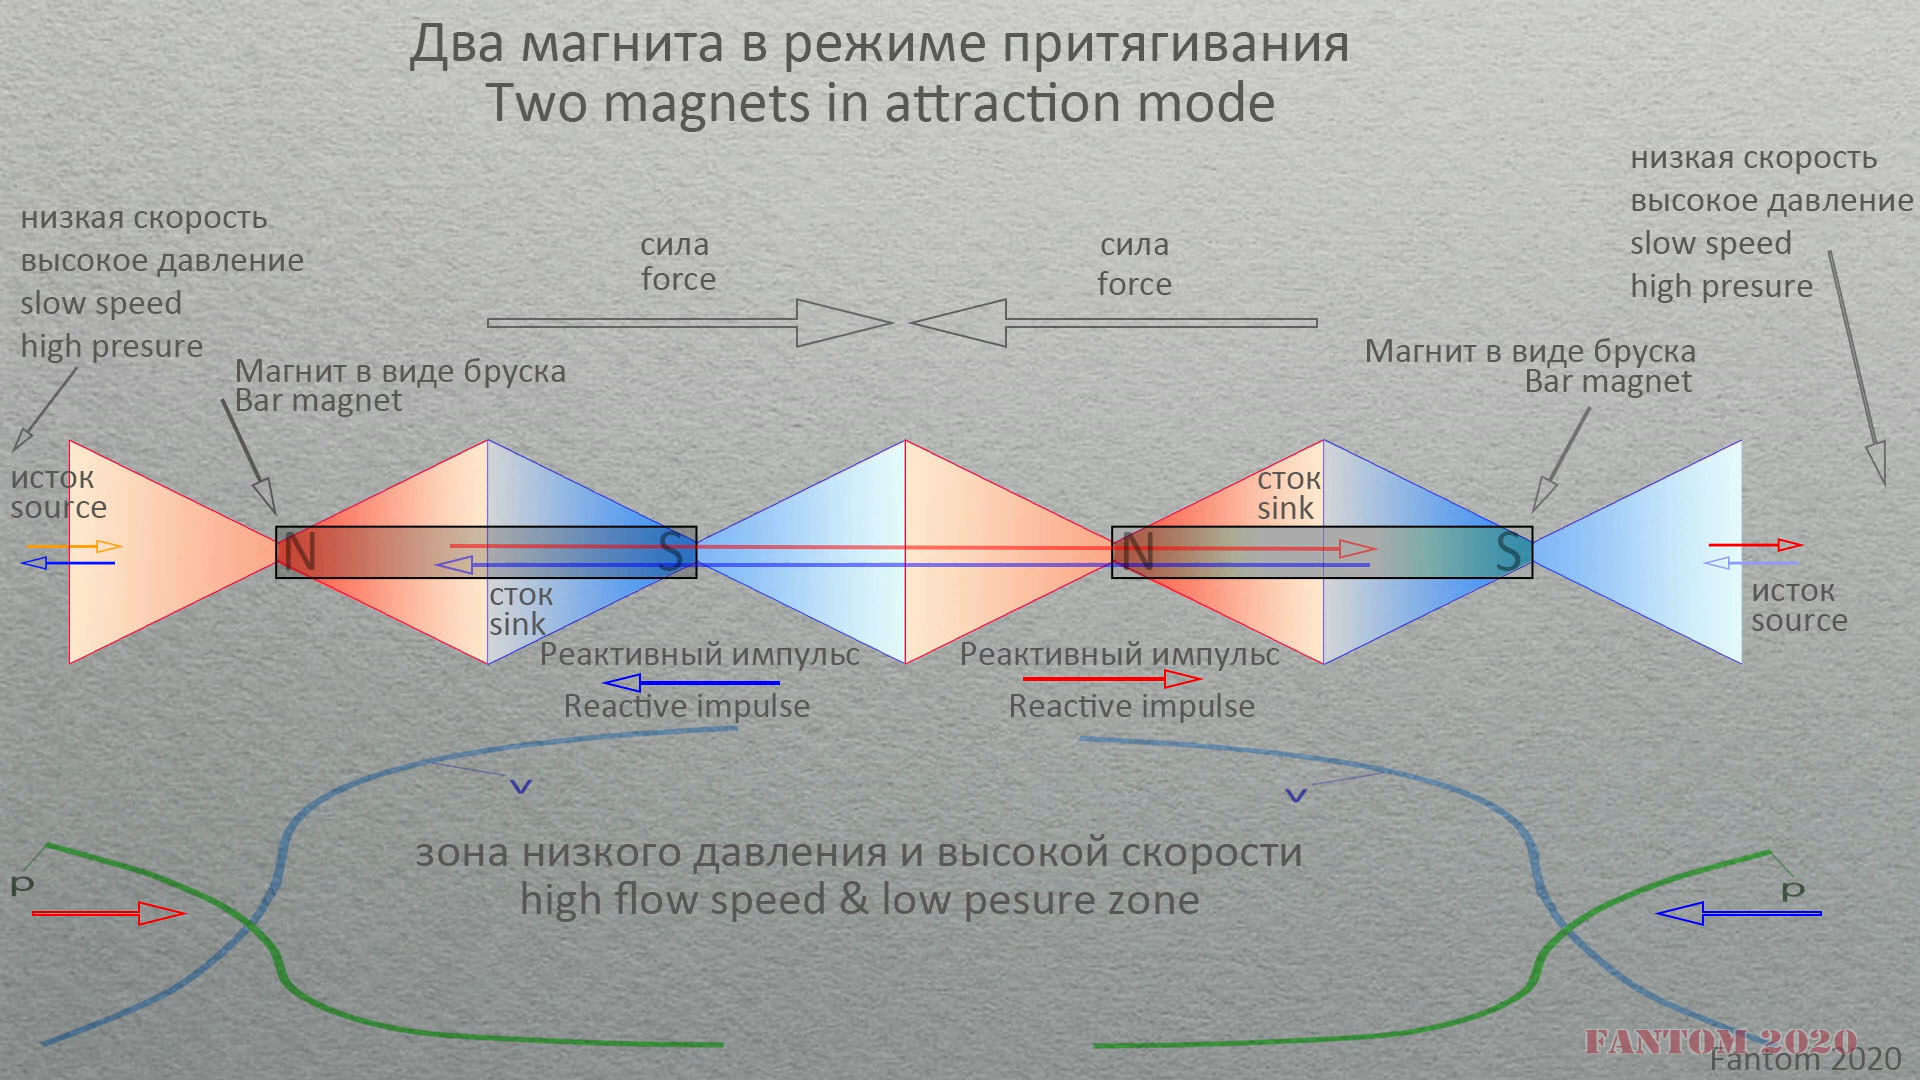 Два магнита в режиме притягивания
Two magnets in attraction mode
низкая скорость
высокое давление
slow speed
high presure
низкая скорость
высокое давление
slow speed
high presure
сила
force
сила
force
Магнит в виде бруска
Bar magnet
Магнит в виде бруска
Bar magnet
исток
source
сток
sink
N
S
N
S
сток
sink
исток
source
Реактивный импульс
Reactive impulse
Реактивный импульс
Reactive impulse
v
v
зона низкого давления и высокой скорости
high flow speed & low pesure zone
p
p
FANTOM 2020
Fantom 2020